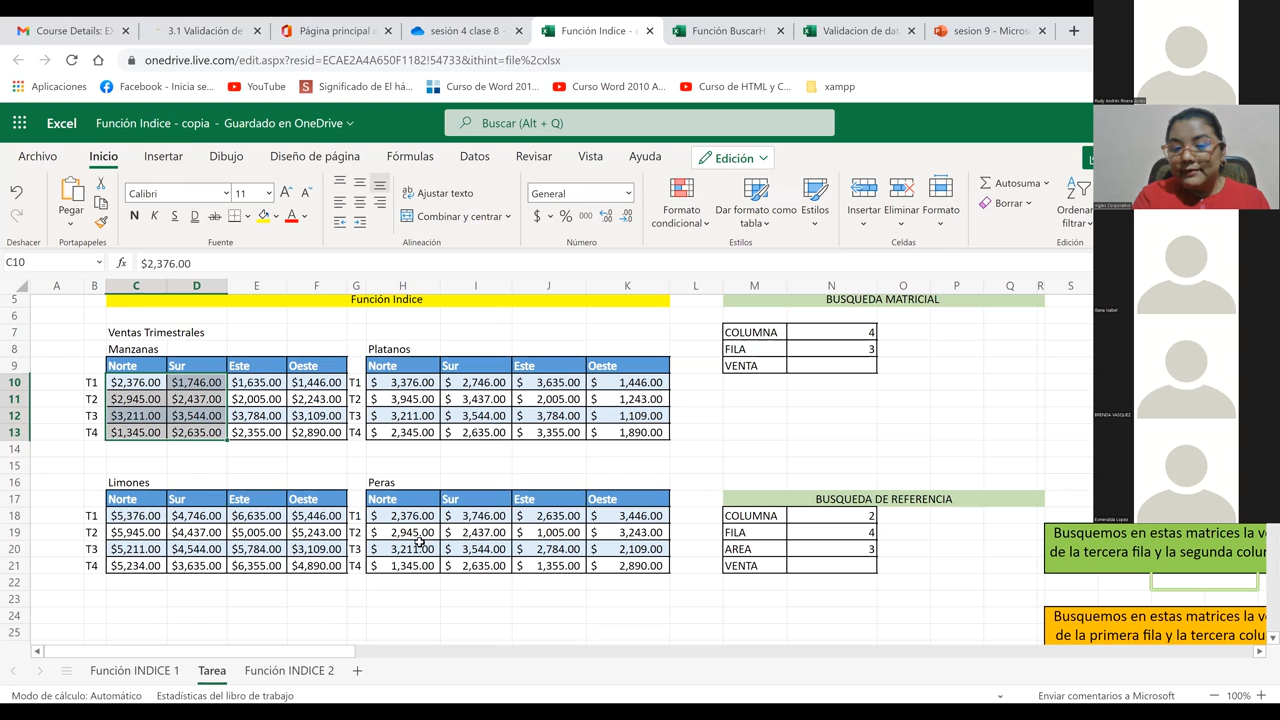 Course Details: EX
3.1 Validación de
Página principal c
sesión 4 clase 8 -
Función Indice - c
Función BuscarH
Validacion de dat
sesion 9 - Micros
onedrive.live.com/edit.aspx?resid=ECAE2A4A650F1182!54733&ithint=file%2cxlsx
Aplicaciones
Facebook - Inicia se...
YouTube
Significado de El há...
Curso de Word 201...
Curso Word 2010 A...
Curso de HTML y C...
xampp
Excel
Función Indice - copia - Guardado en OneDrive
Buscar (Alt + Q)
Archivo Inicio Insertar Dibujo Diseño de página Fórmulas Datos Revisar Vista Ayuda Edición
Pegar
Calibri 11
N K S D ab A
Ajustar texto
Combinar y centrar
General
$ % 000
Formato condicional
Dar formato a tabla
Estilos
Insertar Eliminar Formato
Autosuma
Borrar
Ordenar filtrar
Deshacer Portapapeles Fuente Alineación Número Estilos Celdas Edición
C10 fx $2,376.00
A B C D E F G H I J K L M N O P Q R S
5 Función Indice BUSQUEDA MATRICIAL
6
7 Ventas Trimestrales COLUMNA 4
8 Manzanas Platanos FILA 3
9 Norte Sur Este Oeste Norte Sur Este Oeste VENTA
10 T1 $2,376.00 $1,746.00 $1,635.00 $1,446.00 T1 $ 3,376.00 $ 2,746.00 $ 3,635.00 $ 1,446.00
11 T2 $2,945.00 $2,437.00 $2,005.00 $2,243.00 T2 $ 3,945.00 $ 3,437.00 $ 2,005.00 $ 1,243.00
12 T3 $3,211.00 $3,544.00 $3,784.00 $3,109.00 T3 $ 3,211.00 $ 3,544.00 $ 3,784.00 $ 1,109.00
13 T4 $1,345.00 $2,635.00 $2,355.00 $2,890.00 T4 $ 2,345.00 $ 2,635.00 $ 3,355.00 $ 1,890.00
14
15
16 Limones Peras
17 Norte Sur Este Oeste Norte Sur Este Oeste BUSQUEDA DE REFERENCIA
18 T1 $5,376.00 $4,746.00 $6,635.00 $5,446.00 T1 $ 2,376.00 $ 3,746.00 $ 2,635.00 $ 3,446.00 COLUMNA 2
19 T2 $5,945.00 $4,437.00 $5,005.00 $5,243.00 T2 $ 2,945.00 $ 2,437.00 $ 1,005.00 $ 3,243.00 FILA 4
20 T3 $5,211.00 $4,544.00 $5,784.00 $3,109.00 T3 $ 3,211.00 $ 3,544.00 $ 2,784.00 $ 2,109.00 AREA 3
21 T4 $5,234.00 $3,635.00 $6,355.00 $4,890.00 T4 $ 1,345.00 $ 2,635.00 $ 1,355.00 $ 2,890.00 VENTA
22
23
24
25
Busquemos en estas matrices la v
de la tercera fila y la segunda colu
Busquemos en estas matrices la v
de la primera fila y la tercera colu
Función INDICE 1 Tarea Función INDICE 2
Modo de cálculo: Automático Estadísticas del libro de trabajo Enviar comentarios a Microsoft 100%
Rudy Andrés Rivera
Ingles Corporativo
Iliana Isabel
BRENDA VASQUEZ
Esmeralda Lopez